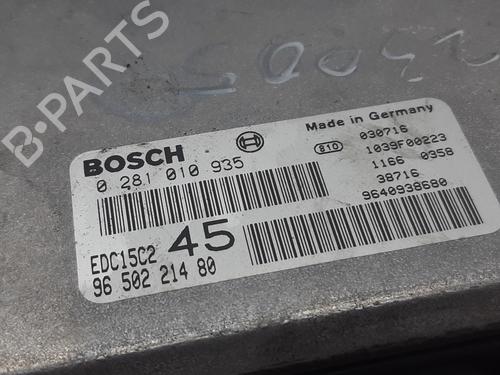 B-PARTS
BOSCH
Made in Germany
0 281 010 935
810
030716
1039F00223
1166 0358
38716
9640938680
EDC15C2
45
96 502 214 80